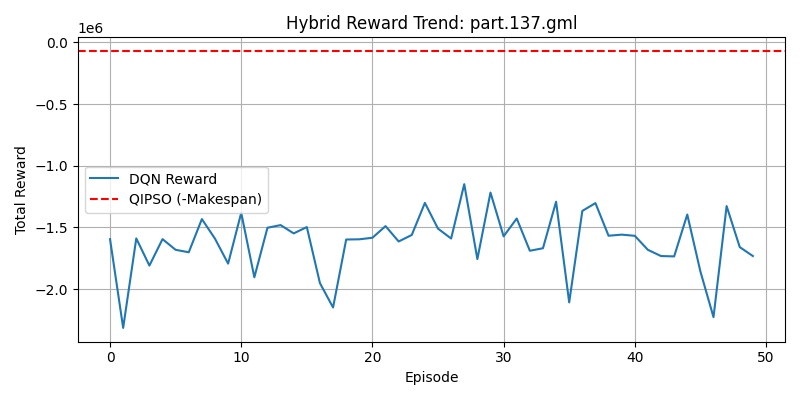 Hybrid Reward Trend: part.137.gml
1e6
0.0
−0.5
−1.0
−1.5
−2.0
Total Reward
DQN Reward
QIPSO (-Makespan)
0 10 20 30 40 50
Episode